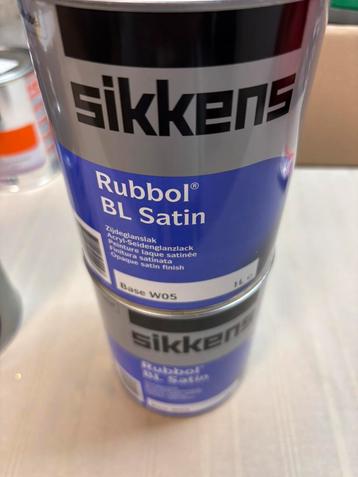 sikkens
Rubbol®
BL Satin
Zijdeglanslak
Acryl-Seidenglanzlack
Peinture laque satinée
Finitura satinata
Opaque satin finish
Base W05
1L e
sikkens
Rubbol®
BL Satin